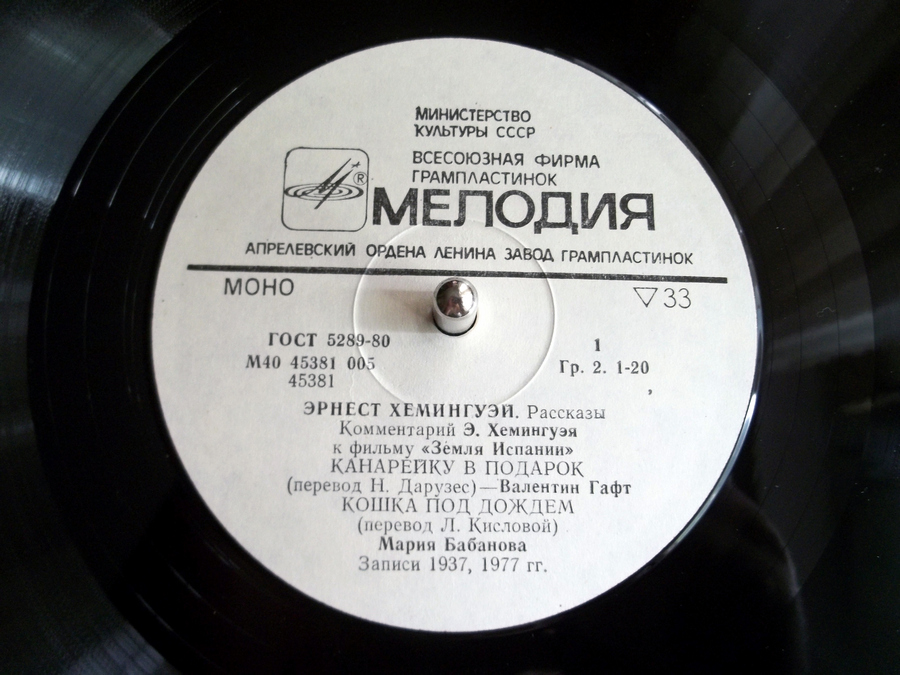 МИНИСТЕРСТВО
КУЛЬТУРЫ СССР
ВСЕСОЮЗНАЯ ФИРМА
ГРАМПЛАСТИНОК
®
МЕЛОДИЯ
АПРЕЛЕВСКИЙ ОРДЕНА ЛЕНИНА ЗАВОД ГРАМПЛАСТИНОК
МОНО
▽33
ГОСТ 5289-80
М40 45381 005
45381
1
Гр. 2. 1-20
ЭРНЕСТ ХЕМИНГУЭЙ. Рассказы
Комментарий Э. Хемингуэя
к фильму «Земля Испании»
КАНАРЕЙКУ В ПОДАРОК
(перевод Н. Дарузес)—Валентин Гафт
КОШКА ПОД ДОЖДЕМ
(перевод Л. Кисловой)
Мария Бабанова
Записи 1937, 1977 гг.